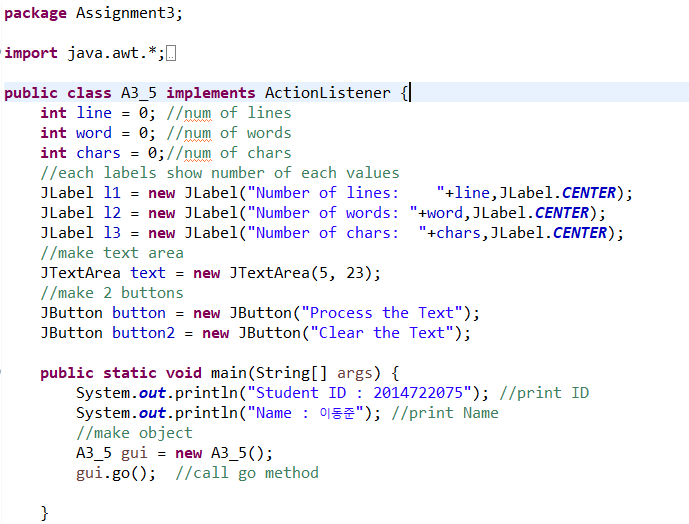 package Assignment3;
import java.awt.*;
public class A3_5 implements ActionListener {
int line = 0; //num of lines
int word = 0; //num of words
int chars = 0;//num of chars
//each labels show number of each values
JLabel l1 = new JLabel("Number of lines:    "+line,JLabel.CENTER);
JLabel l2 = new JLabel("Number of words: "+word,JLabel.CENTER);
JLabel l3 = new JLabel("Number of chars:  "+chars,JLabel.CENTER);
//make text area
JTextArea text = new JTextArea(5, 23);
//make 2 buttons
JButton button = new JButton("Process the Text");
JButton button2 = new JButton("Clear the Text");
public static void main(String[] args) {
System.out.println("Student ID : 2014722075"); //print ID
System.out.println("Name : 이동준"); //print Name
//make object
A3_5 gui = new A3_5();
gui.go();  //call go method
}